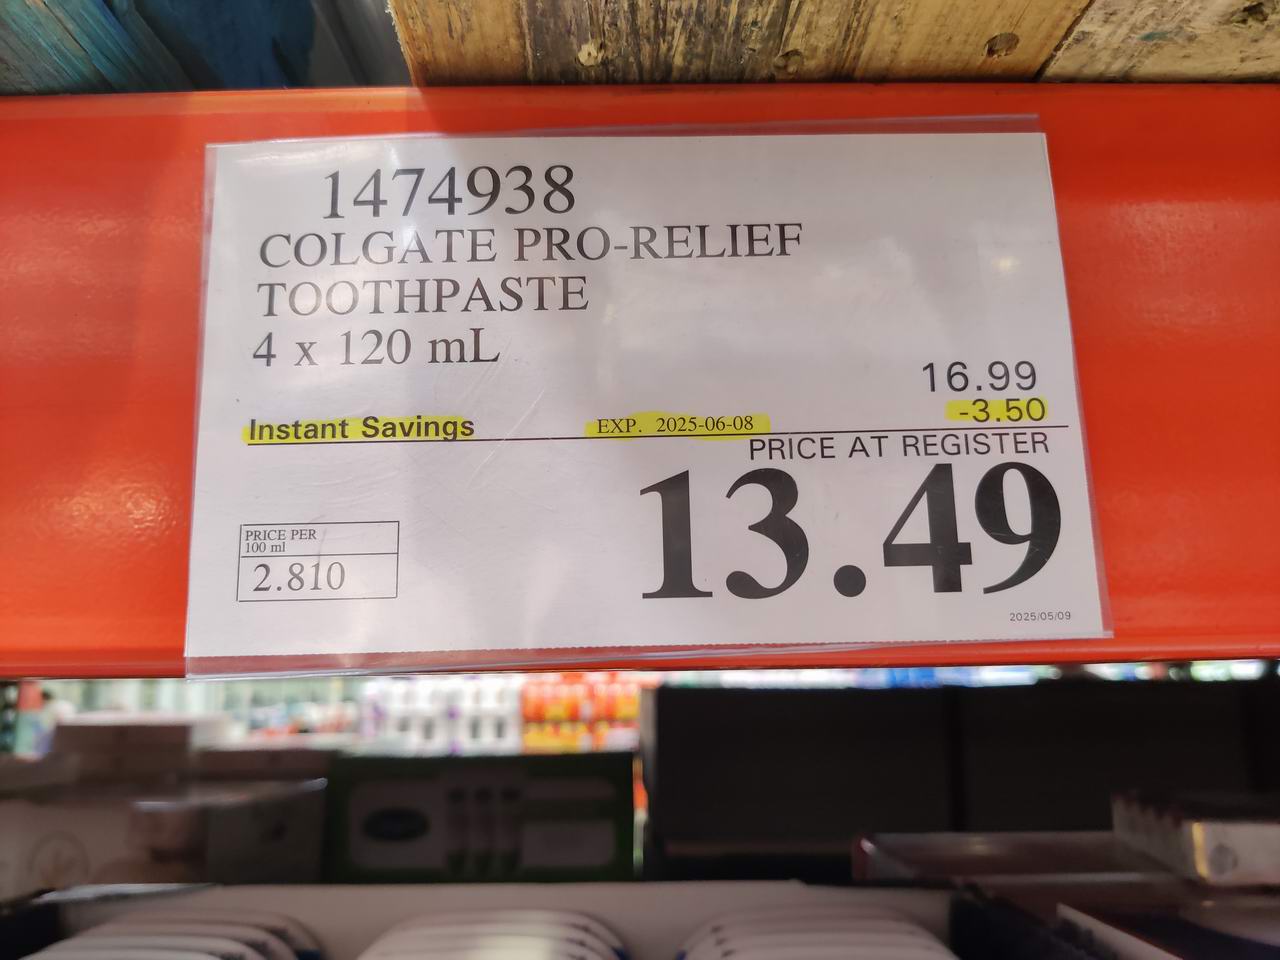 1474938
COLGATE PRO-RELIEF
TOOTHPASTE
4 x 120 mL
16.99
Instant Savings EXP. 2025-06-08 -3.50
PRICE AT REGISTER
13.49
PRICE PER
100 ml
2.810
2025/05/09